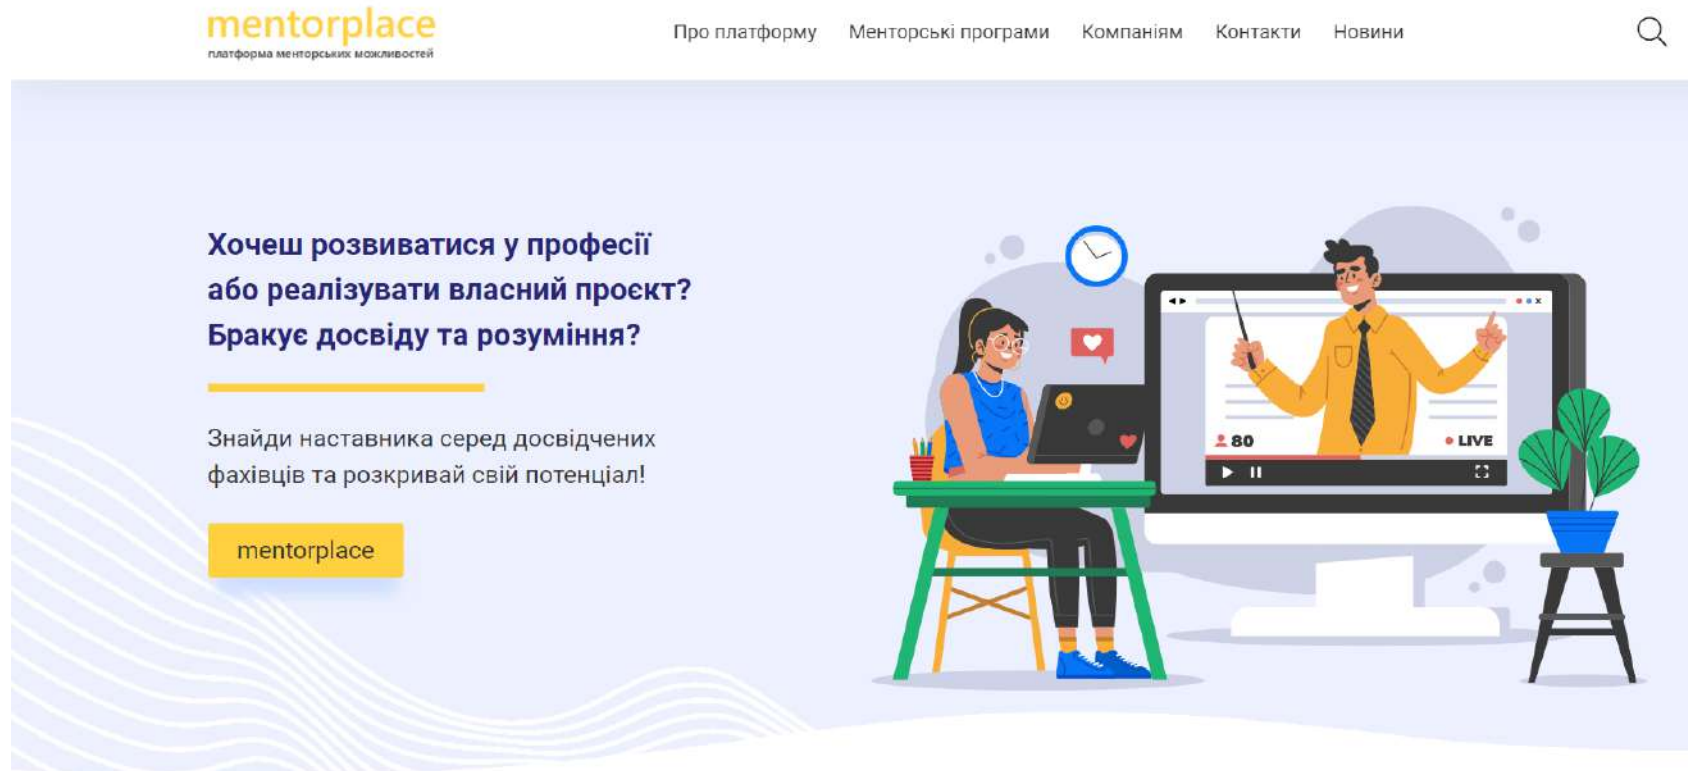 mentorplace
платформа менторських можливостей
Про платформу Менторські програми Компаніям Контакти Новини
Хочеш розвиватися у професії
або реалізувати власний проєкт?
Бракує досвіду та розуміння?
Знайди наставника серед досвідчених
фахівців та розкривай свій потенціал!
mentorplace
80
LIVE